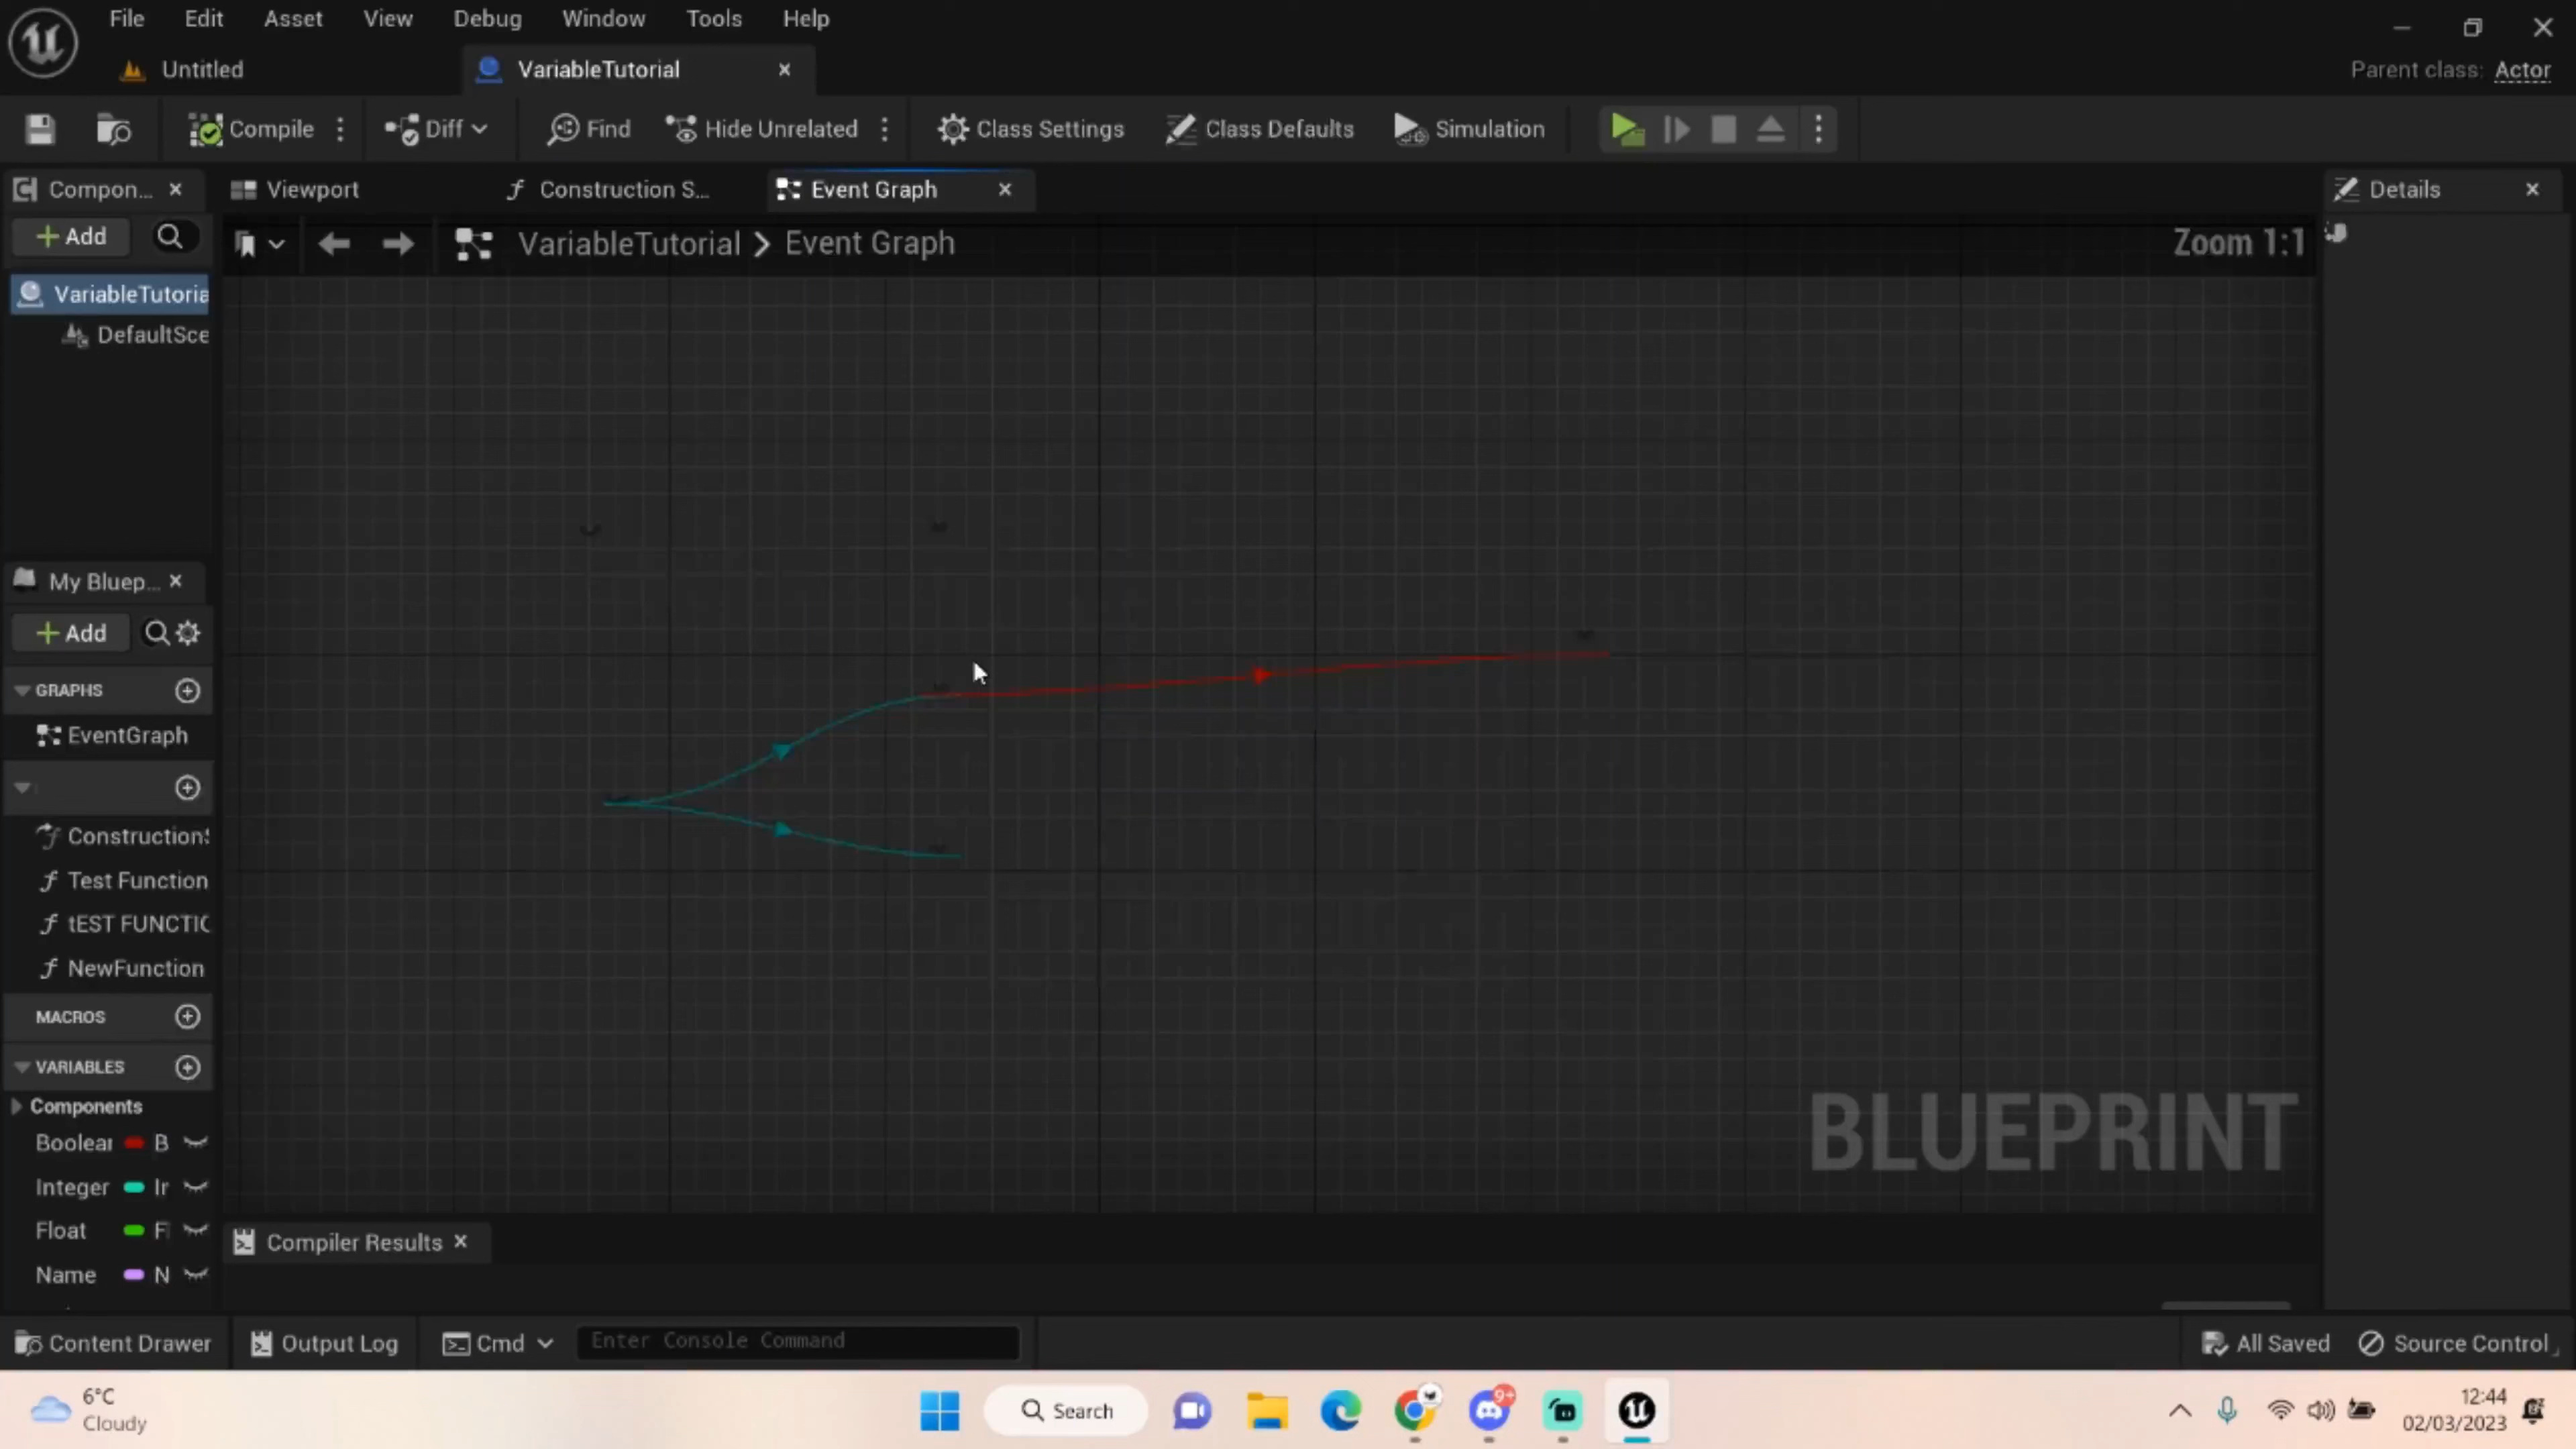 File Edit Asset View Debug Window Tools Help
Untitled VariableTutorial Parent class: Actor
Compile Diff Find Hide Unrelated Class Settings Class Defaults Simulation
Compon... Viewport Construction S... Event Graph Details
Add VariableTutorial Event Graph Zoom 1:1
VariableTutoria
DefaultSce
My Bluep...
Add
GRAPHS
EventGraph
Construction
Test Function
tEST FUNCTIO
NewFunction
MACROS
VARIABLES
Components
Boolear B
Integer Ir
Float F
Name N
BLUEPRINT
Compiler Results
Content Drawer Output Log Cmd Enter Console Command All Saved Source Control
6°C
Cloudy
Search
9+
12:44
02/03/2023